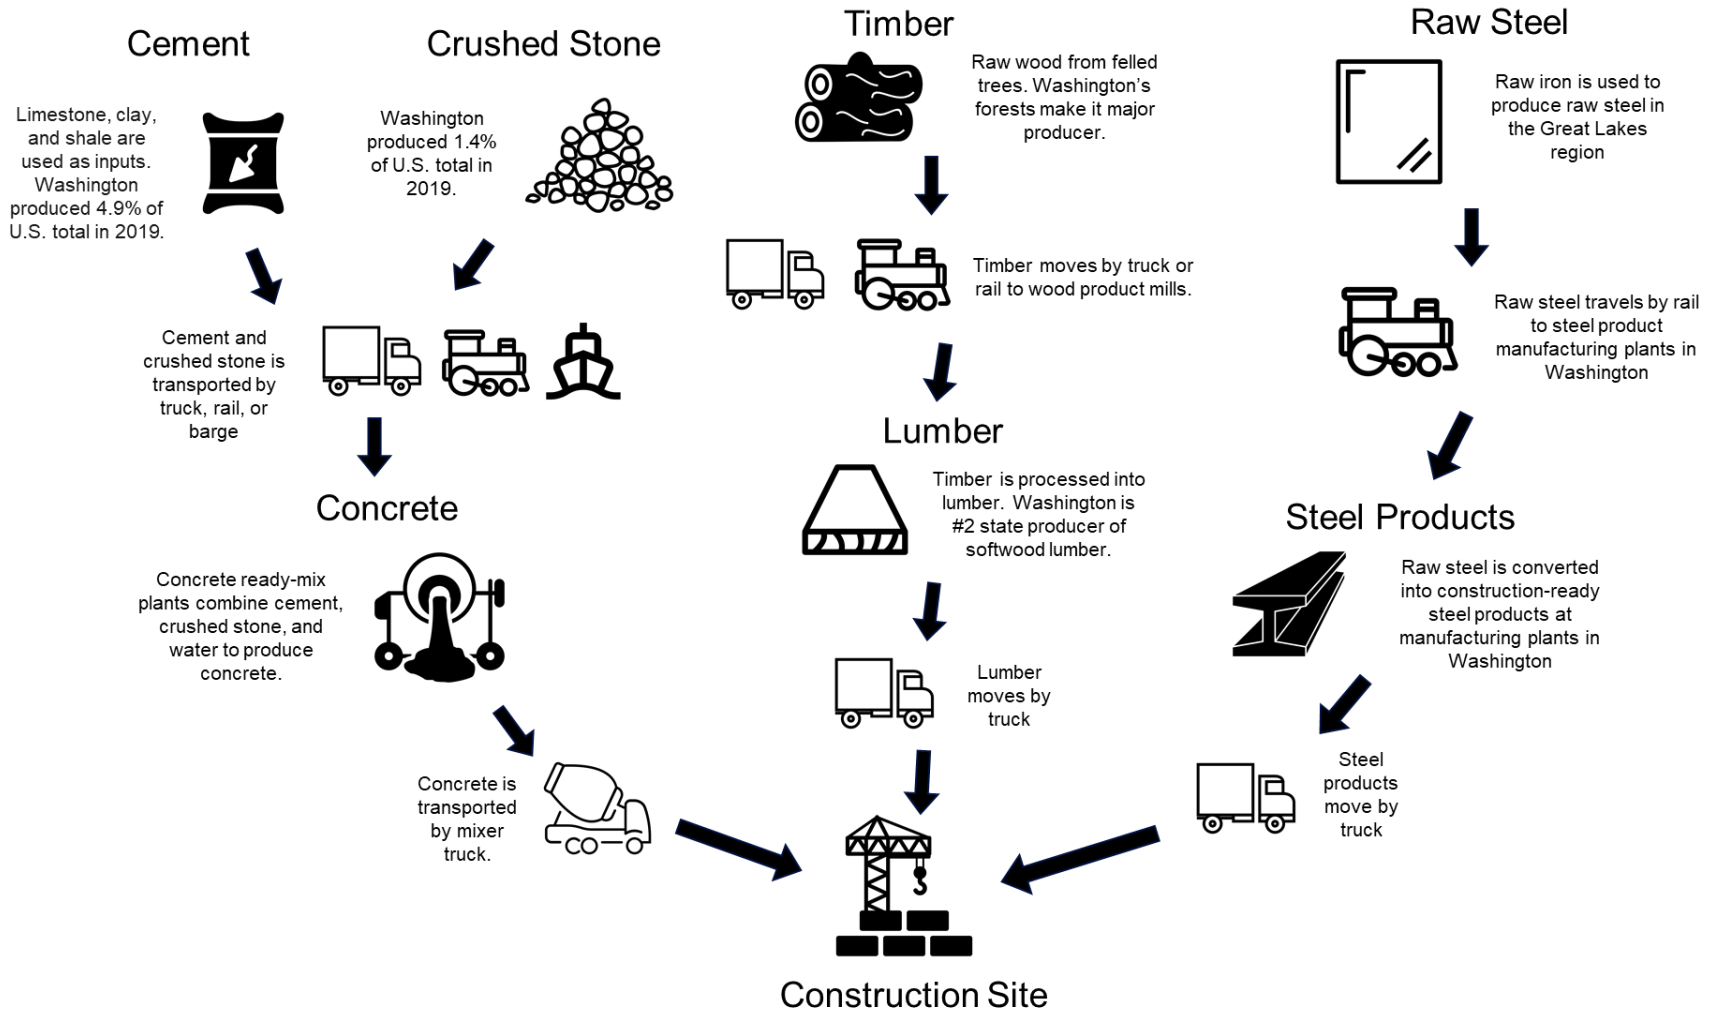 Cement
Limestone, clay,
and shale are
used as inputs.
Washington
produced 4.9% of
U.S. total in 2019.
Crushed Stone
Washington
produced 1.4%
of U.S. total in
2019.
Cement and
crushed stone is
transported by
truck, rail, or
barge
Concrete
Concrete ready-mix
plants combine cement,
crushed stone, and
water to produce
concrete.
Concrete is
transported
by mixer
truck.
Timber
Raw wood from felled
trees. Washington's
forests make it major
producer.
Timber moves by truck or
rail to wood product mills.
Lumber
Timber is processed into
lumber. Washington is
#2 state producer of
softwood lumber.
Lumber
moves by
truck
Raw Steel
Raw iron is used to
produce raw steel in
the Great Lakes
region
Raw steel travels by rail
to steel product
manufacturing plants in
Washington
Steel Products
Raw steel is converted
into construction-ready
steel products at
manufacturing plants in
Washington
Steel
products
move by
truck
Construction Site